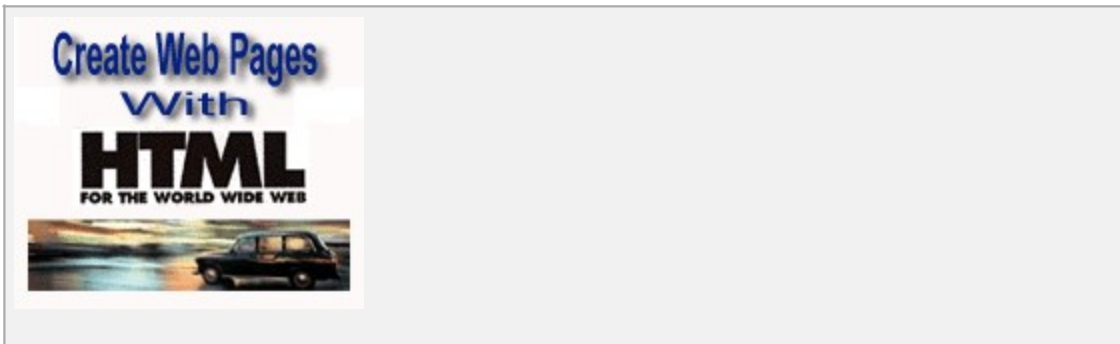 Create Web Pages
With
HTML
FOR THE WORLD WIDE WEB